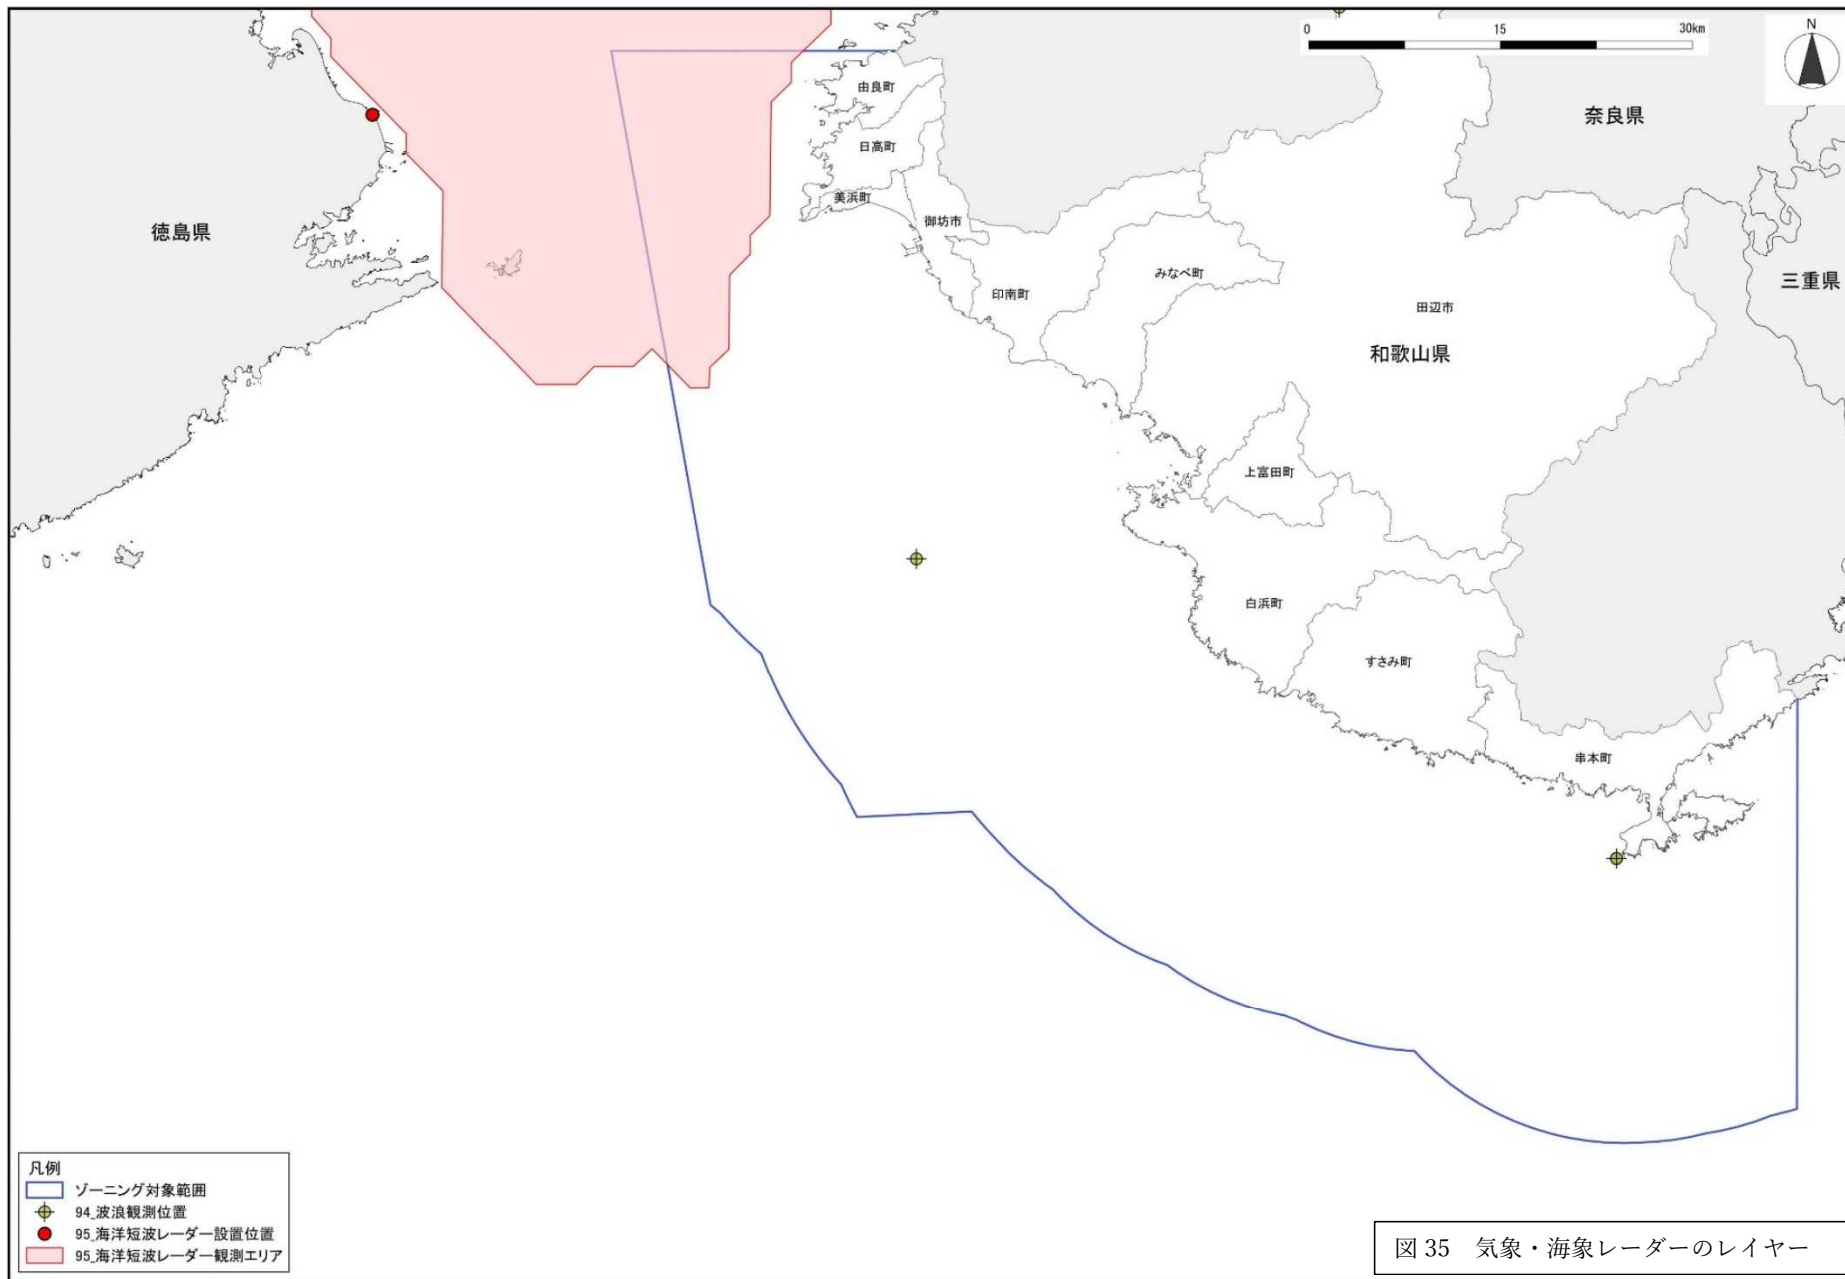 0 15 30km
N
由良町
奈良県
日高町
美浜町
徳島県
御坊市
みなべ町
三重県
印南町
田辺市
和歌山県
上富田町
白浜町
すさみ町
串本町
凡例
ゾーニング対象範囲
94_波浪観測位置
95_海洋短波レーダー設置位置
95_海洋短波レーダー観測エリア
図 35 気象・海象レーダーのレイヤー